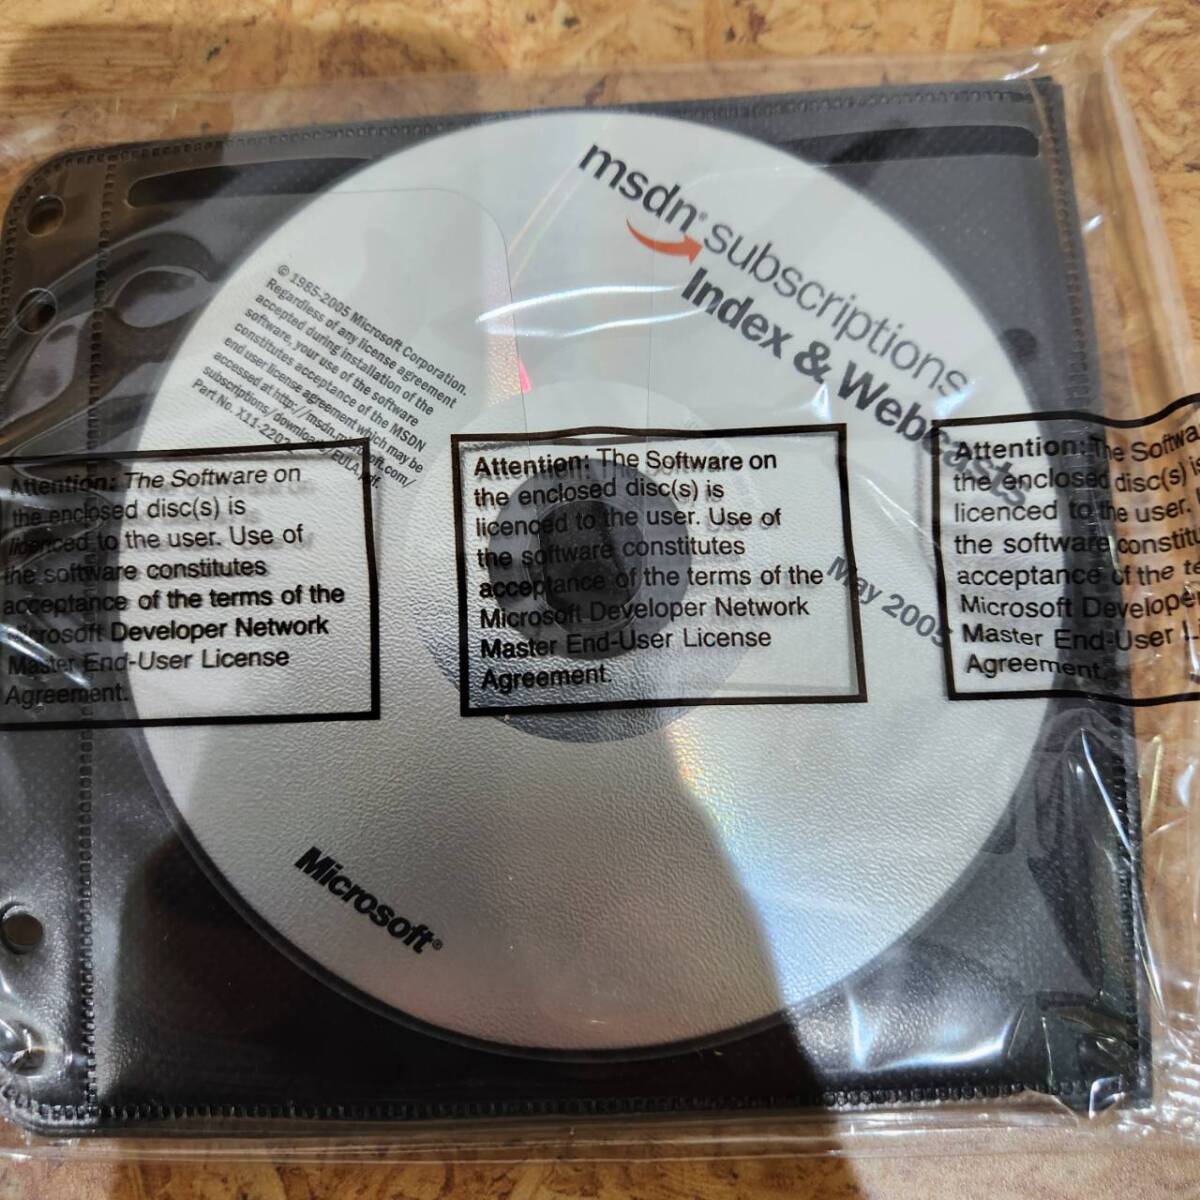 msdn® subscriptions
Index & Webcasts
© 1985-2005 Microsoft Corporation.
Regardless of any license agreement
accepted during installation of the
software, your use of the software
constitutes acceptance of the MSDN
end user license agreement which may be
accessed at http://msdn.microsoft.com/
subscriptions/downloads/EULA.pdf.
Part No.
May 2005
Microsoft®
Attention: The Software on
the enclosed disc(s) is
licenced to the user. Use of
the software constitutes
acceptance of the terms of the
Microsoft Developer Network
Master End-User License
Agreement.
Attention: The Software on
the enclosed disc(s) is
licenced to the user. Use of
the software constitutes
acceptance of the terms of the
Microsoft Developer Network
Master End-User License
Agreement.
Attention: The Softwa
the enclosed disc(s) is
licenced to the user.
the software constitu
acceptance of the te
Microsoft Develope
Master End-User Li
Agreement.